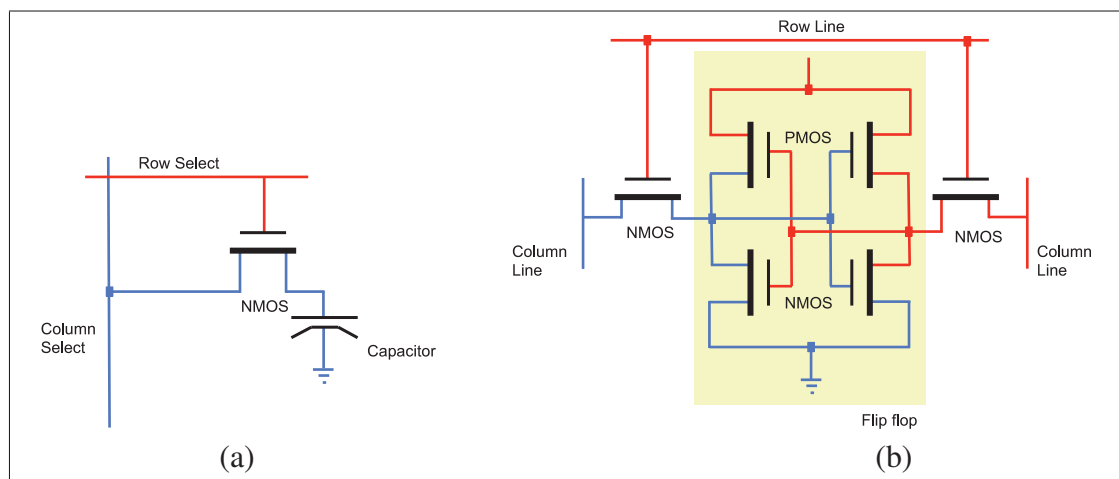 Row Select
NMOS
Column
Select
Capacitor
(a)
Row Line
PMOS
NMOS
NMOS
Column
Line
Column
Line
NMOS
Flip flop
(b)